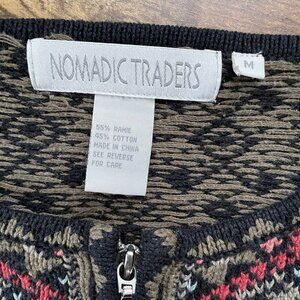 NOMADIC TRADERS
M
55% RAMIE
45% COTTON
MADE IN CHINA
SEE REVERSE
FOR CARE